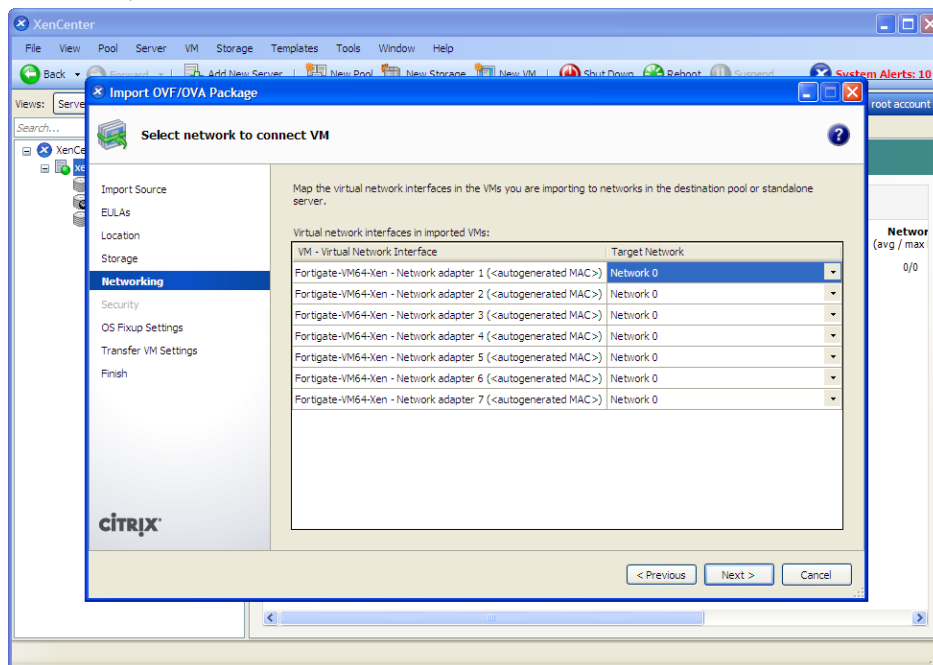 XenCenter
File View Pool Server VM Storage Templates Tools Window Help
Back Forward Add New Server New Pool New Storage New VM Shut Down Reboot Suspend System Alerts: 10
Views: Serve
root account
Search...
XenCe
xe
Import OVF/OVA Package
Select network to connect VM
?
Import Source
EULAs
Location
Storage
Networking
Security
OS Fixup Settings
Transfer VM Settings
Finish
CITRIX
Map the virtual network interfaces in the VMs you are importing to networks in the destination pool or standalone
server.
Virtual network interfaces in imported VMs:
VM - Virtual Network Interface Target Network
Fortigate-VM64-Xen - Network adapter 1 (<autogenerated MAC>) Network 0
Fortigate-VM64-Xen - Network adapter 2 (<autogenerated MAC>) Network 0
Fortigate-VM64-Xen - Network adapter 3 (<autogenerated MAC>) Network 0
Fortigate-VM64-Xen - Network adapter 4 (<autogenerated MAC>) Network 0
Fortigate-VM64-Xen - Network adapter 5 (<autogenerated MAC>) Network 0
Fortigate-VM64-Xen - Network adapter 6 (<autogenerated MAC>) Network 0
Fortigate-VM64-Xen - Network adapter 7 (<autogenerated MAC>) Network 0
< Previous Next > Cancel
Networ
(avg / max
0/0